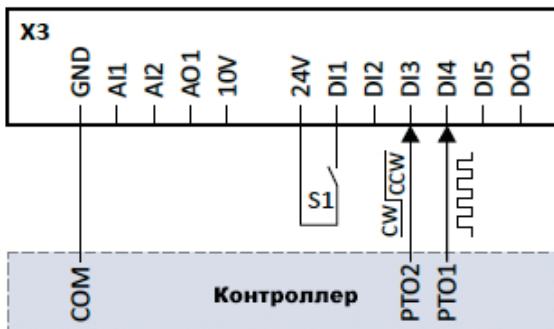 X3
GND AI1 AI2 AO1 10V 24V DI1 DI2 DI3 DI4 DI5 DO1
S1
CW CCW
COM Контроллер PTO2 PTO1